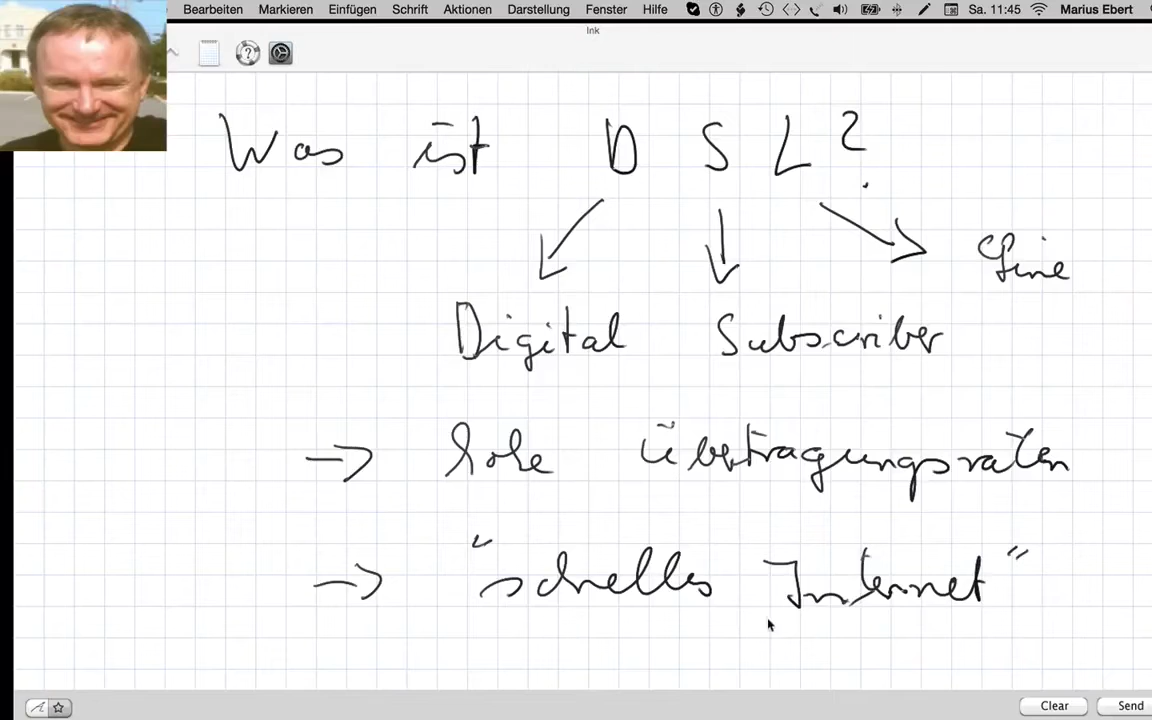 Bearbeiten Markieren Einfügen Schrift Aktionen Darstellung Fenster Hilfe Sa. 11:45 Marius Ebert
Ink
Was ist D S L?
Line
Digital Subscriber
→ hohe Übertragungsraten
→ "schnelles Internet"
Clear Send